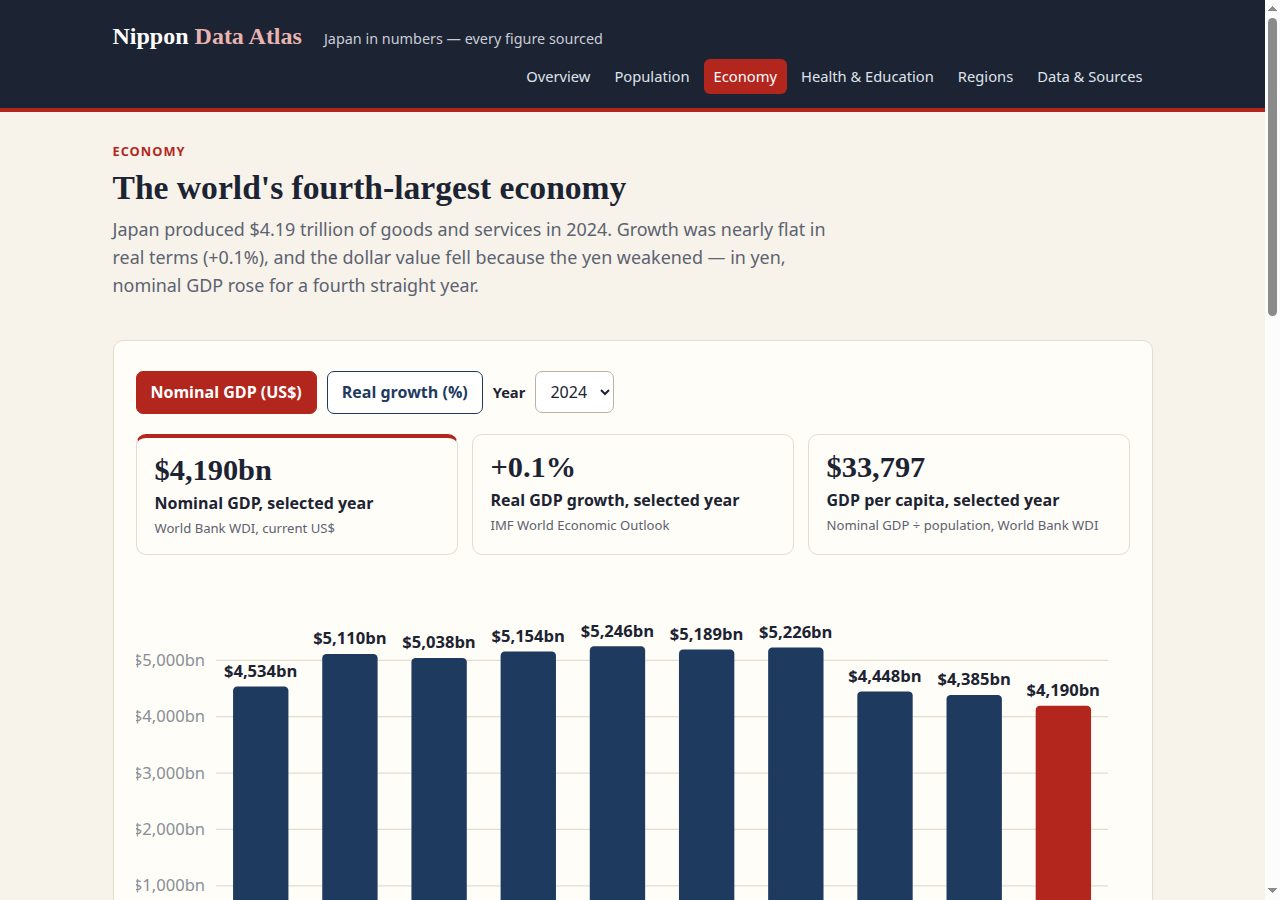 Nippon Data Atlas Japan in numbers — every figure sourced
Overview Population Economy Health & Education Regions Data & Sources
ECONOMY
The world's fourth-largest economy
Japan produced $4.19 trillion of goods and services in 2024. Growth was nearly flat in
real terms (+0.1%), and the dollar value fell because the yen weakened — in yen,
nominal GDP rose for a fourth straight year.
Nominal GDP (US$) Real growth (%) Year 2024
$4,190bn
Nominal GDP, selected year
World Bank WDI, current US$
+0.1%
Real GDP growth, selected year
IMF World Economic Outlook
$33,797
GDP per capita, selected year
Nominal GDP ÷ population, World Bank WDI
$4,534bn $5,110bn $5,038bn $5,154bn $5,246bn $5,189bn $5,226bn $4,448bn $4,385bn $4,190bn
$5,000bn
$4,000bn
$3,000bn
$2,000bn
$1,000bn